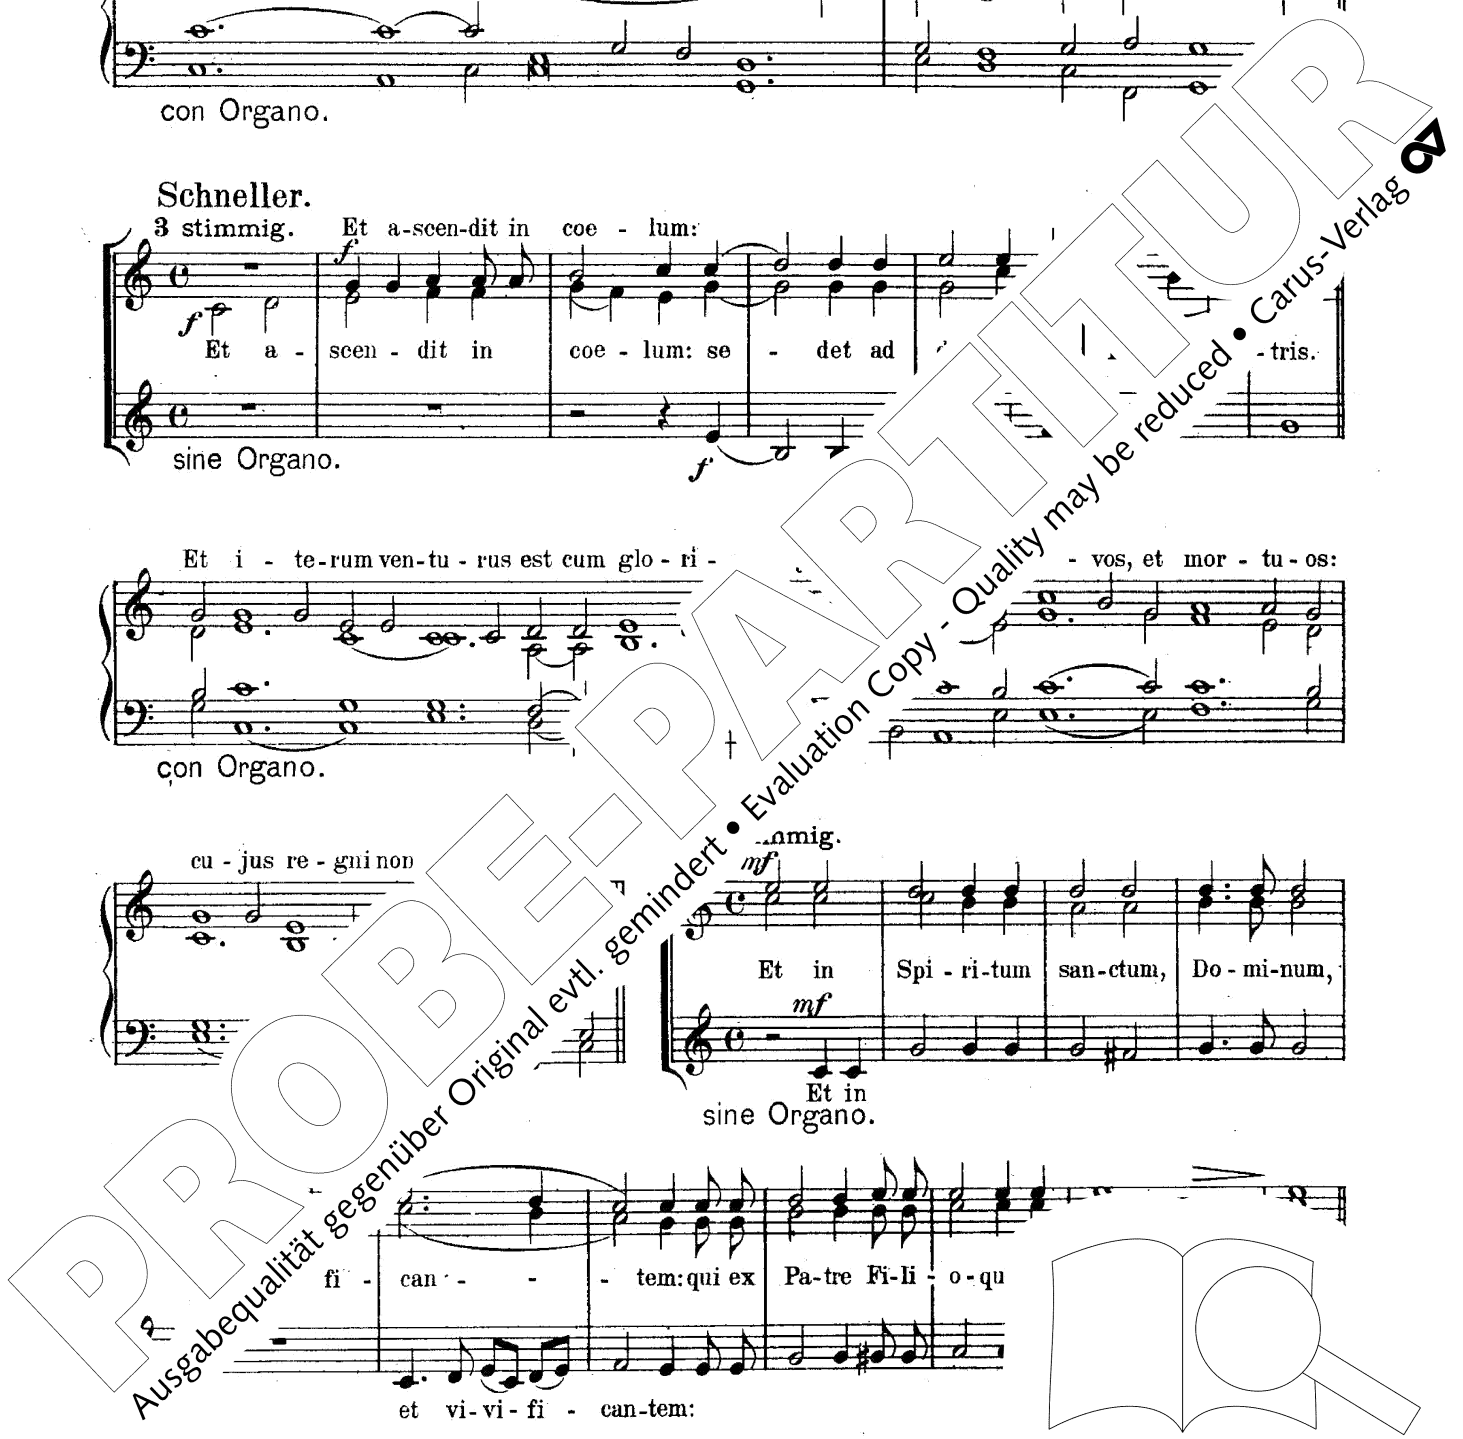 con Organo.
Schneller.
3 stimmig. Et a-scen-dit in coe - lum:
f
f
Et a - scen - dit in coe - lum: se - det ad - tris.
f
sine Organo.
Et i - te-rum ven-tu - rus est cum glo - ri - - vos, et mor - tu - os:
con Organo.
cu - jus re - gni non
mmig.
mf
Et in Spi - ri-tum san-ctum, Do - mi-num,
mf
Et in
sine Organo.
fi - can - - - tem: qui ex Pa-tre Fi-li - o-qu
et vi-vi-fi - can-tem:
PROBE-PARTITUR
Ausgabequalität gegenüber Original evtl. gemindert • Evaluation Copy - Quality may be reduced • Carus-Verlag